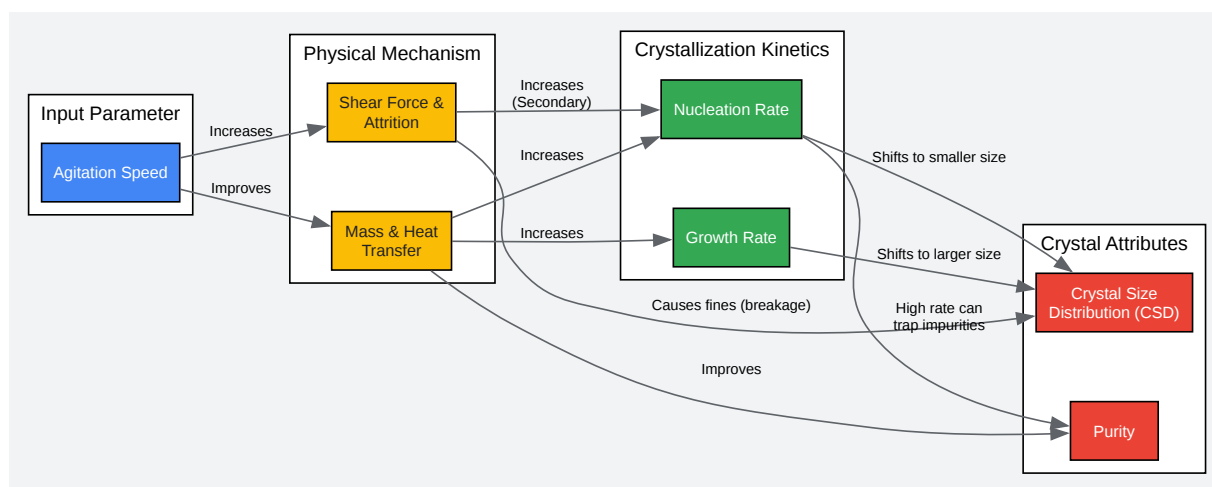 Input Parameter
Agitation Speed
Increases
Improves
Physical Mechanism
Shear Force &
Attrition
Mass & Heat
Transfer
Increases
(Secondary)
Increases
Increases
Causes fines (breakage)
Improves
Crystallization Kinetics
Nucleation Rate
Growth Rate
Shifts to smaller size
Shifts to larger size
High rate can
trap impurities
Crystal Attributes
Crystal Size
Distribution (CSD)
Purity